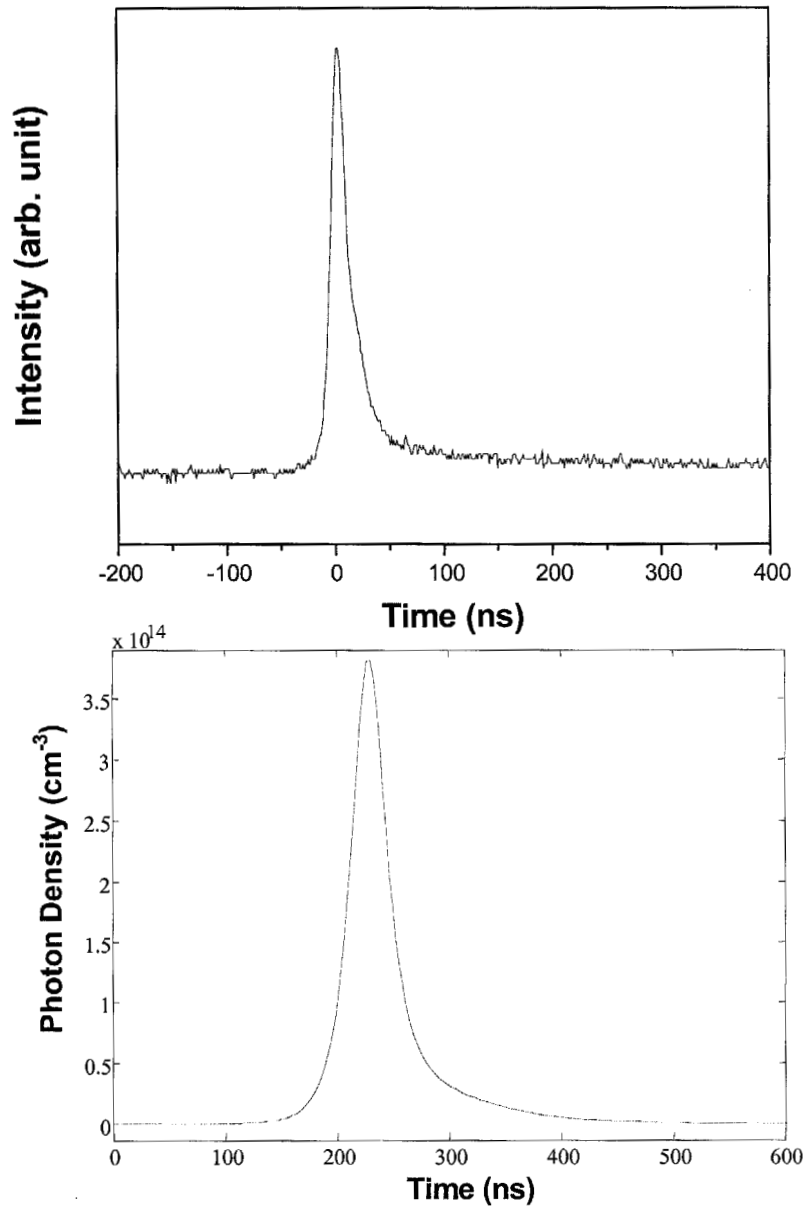 Intensity (arb. unit)
-200 -100 0 100 200 300 400
Time (ns)
x 10^14
3.5
3
2.5
2
1.5
1
0.5
0
Photon Density (cm^-3)
0 100 200 300 400 500 600
Time (ns)